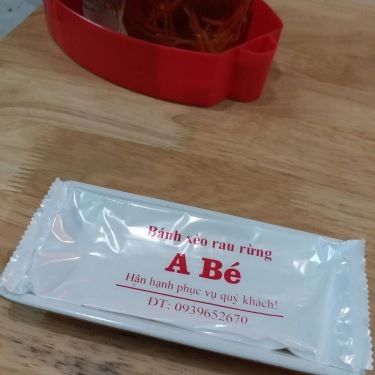 Bánh xèo rau rừng
A Bé
Hân hạnh phục vụ quý khách!
ĐT: 0939652670